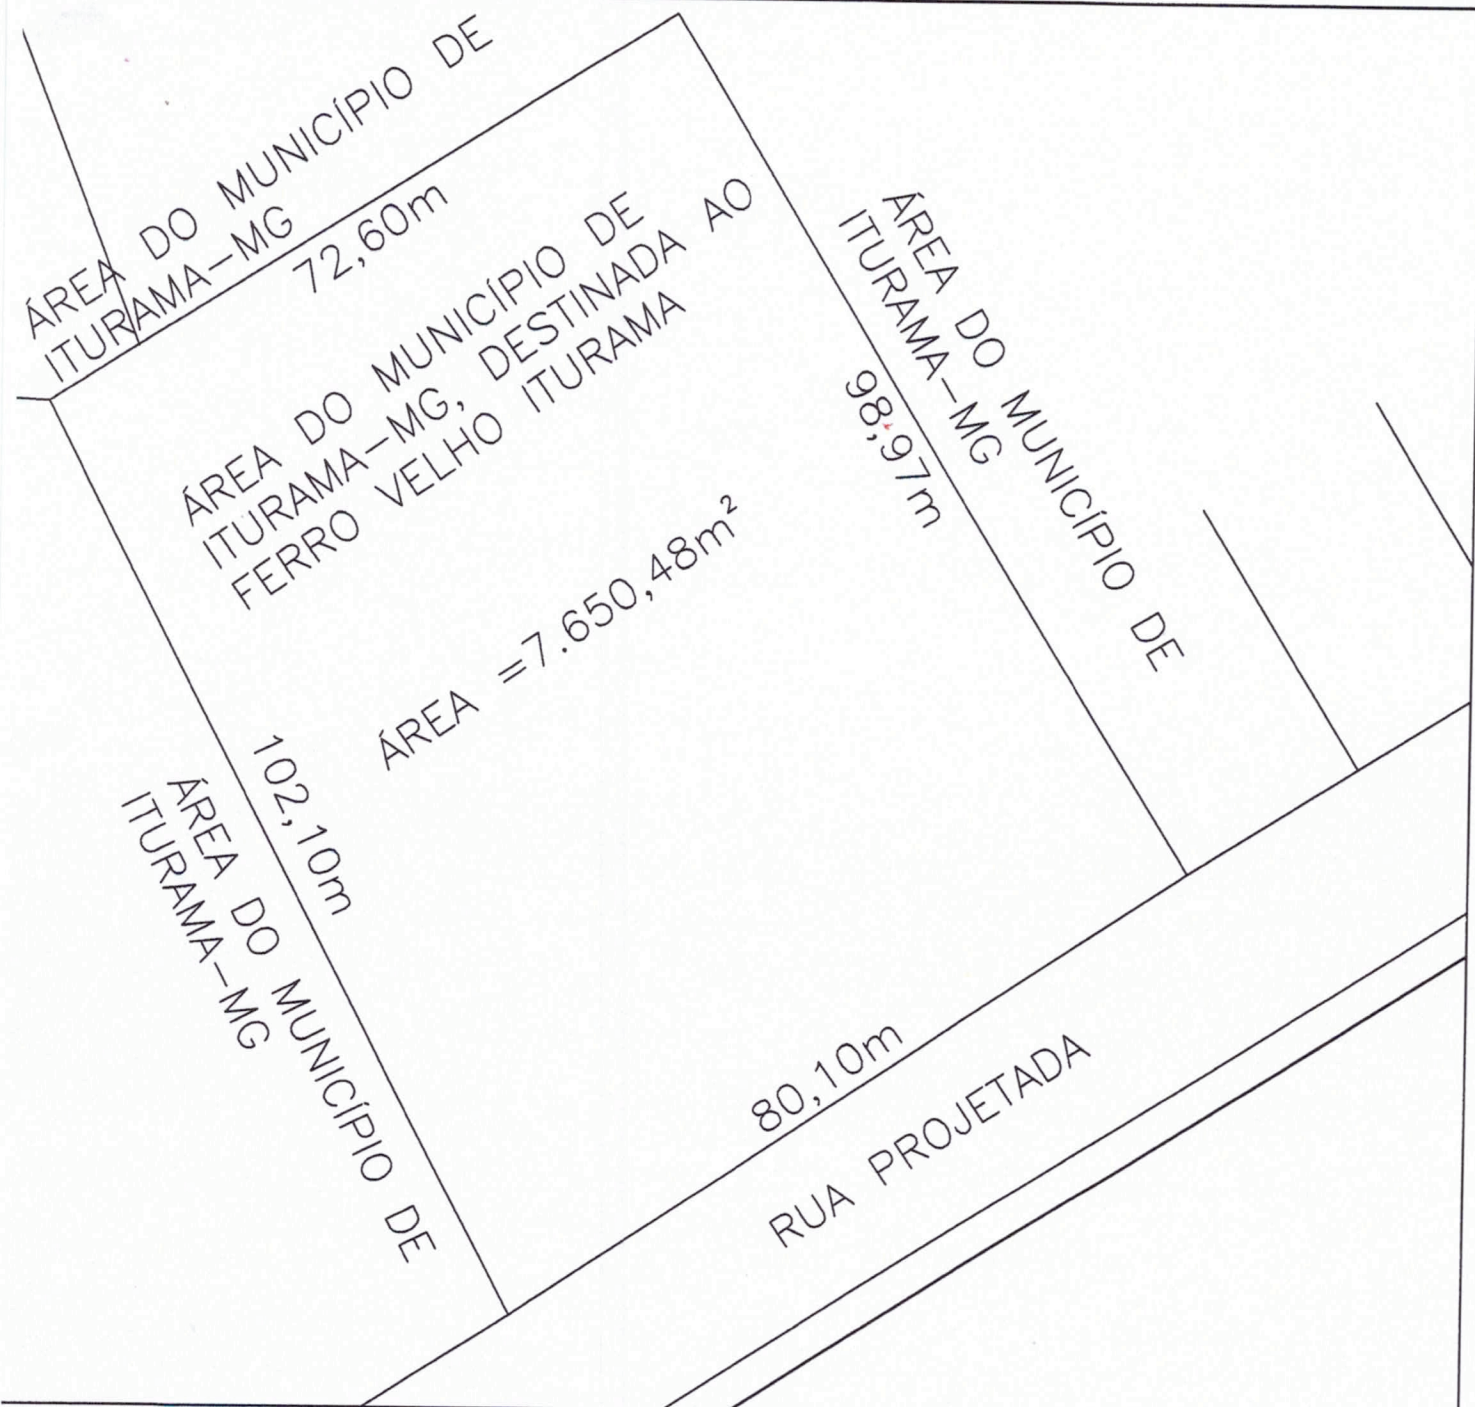 ÁREA DO MUNICÍPIO DE
ITURAMA-MG
72,60m
ÁREA DO MUNICÍPIO DE
ITURAMA-MG, DESTINADA AO
FERRO VELHO ITURAMA
ÁREA DO MUNICÍPIO DE
ITURAMA-MG
98,97m
ÁREA =7.650,48m²
102,10m
ÁREA DO MUNICÍPIO DE
ITURAMA-MG
80,10m
RUA PROJETADA